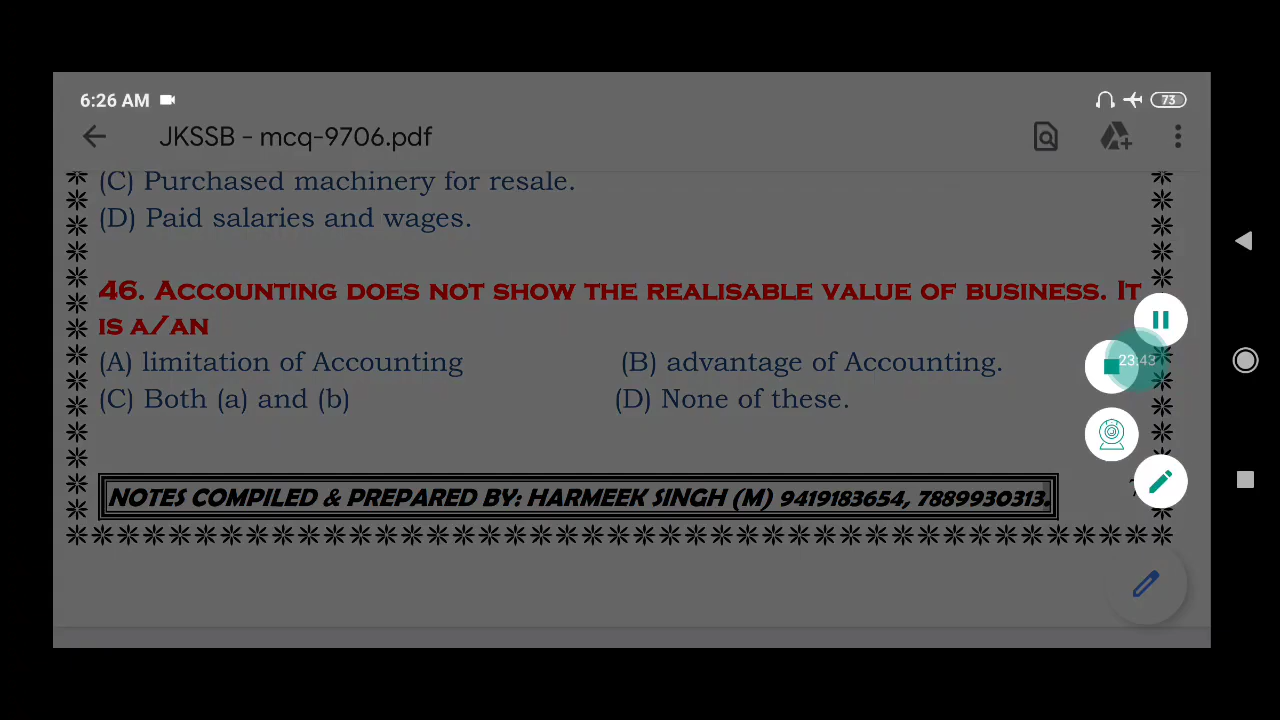 6:26 AM
73
JKSSB - mcq-9706.pdf
(C) Purchased machinery for resale.
(D) Paid salaries and wages.
46. ACCOUNTING DOES NOT SHOW THE REALISABLE VALUE OF BUSINESS. IT
IS A/AN
(A) limitation of Accounting (B) advantage of Accounting.
(C) Both (a) and (b) (D) None of these.
23:43
NOTES COMPILED & PREPARED BY: HARMEEK SINGH (M) 9419183654, 7889930313.